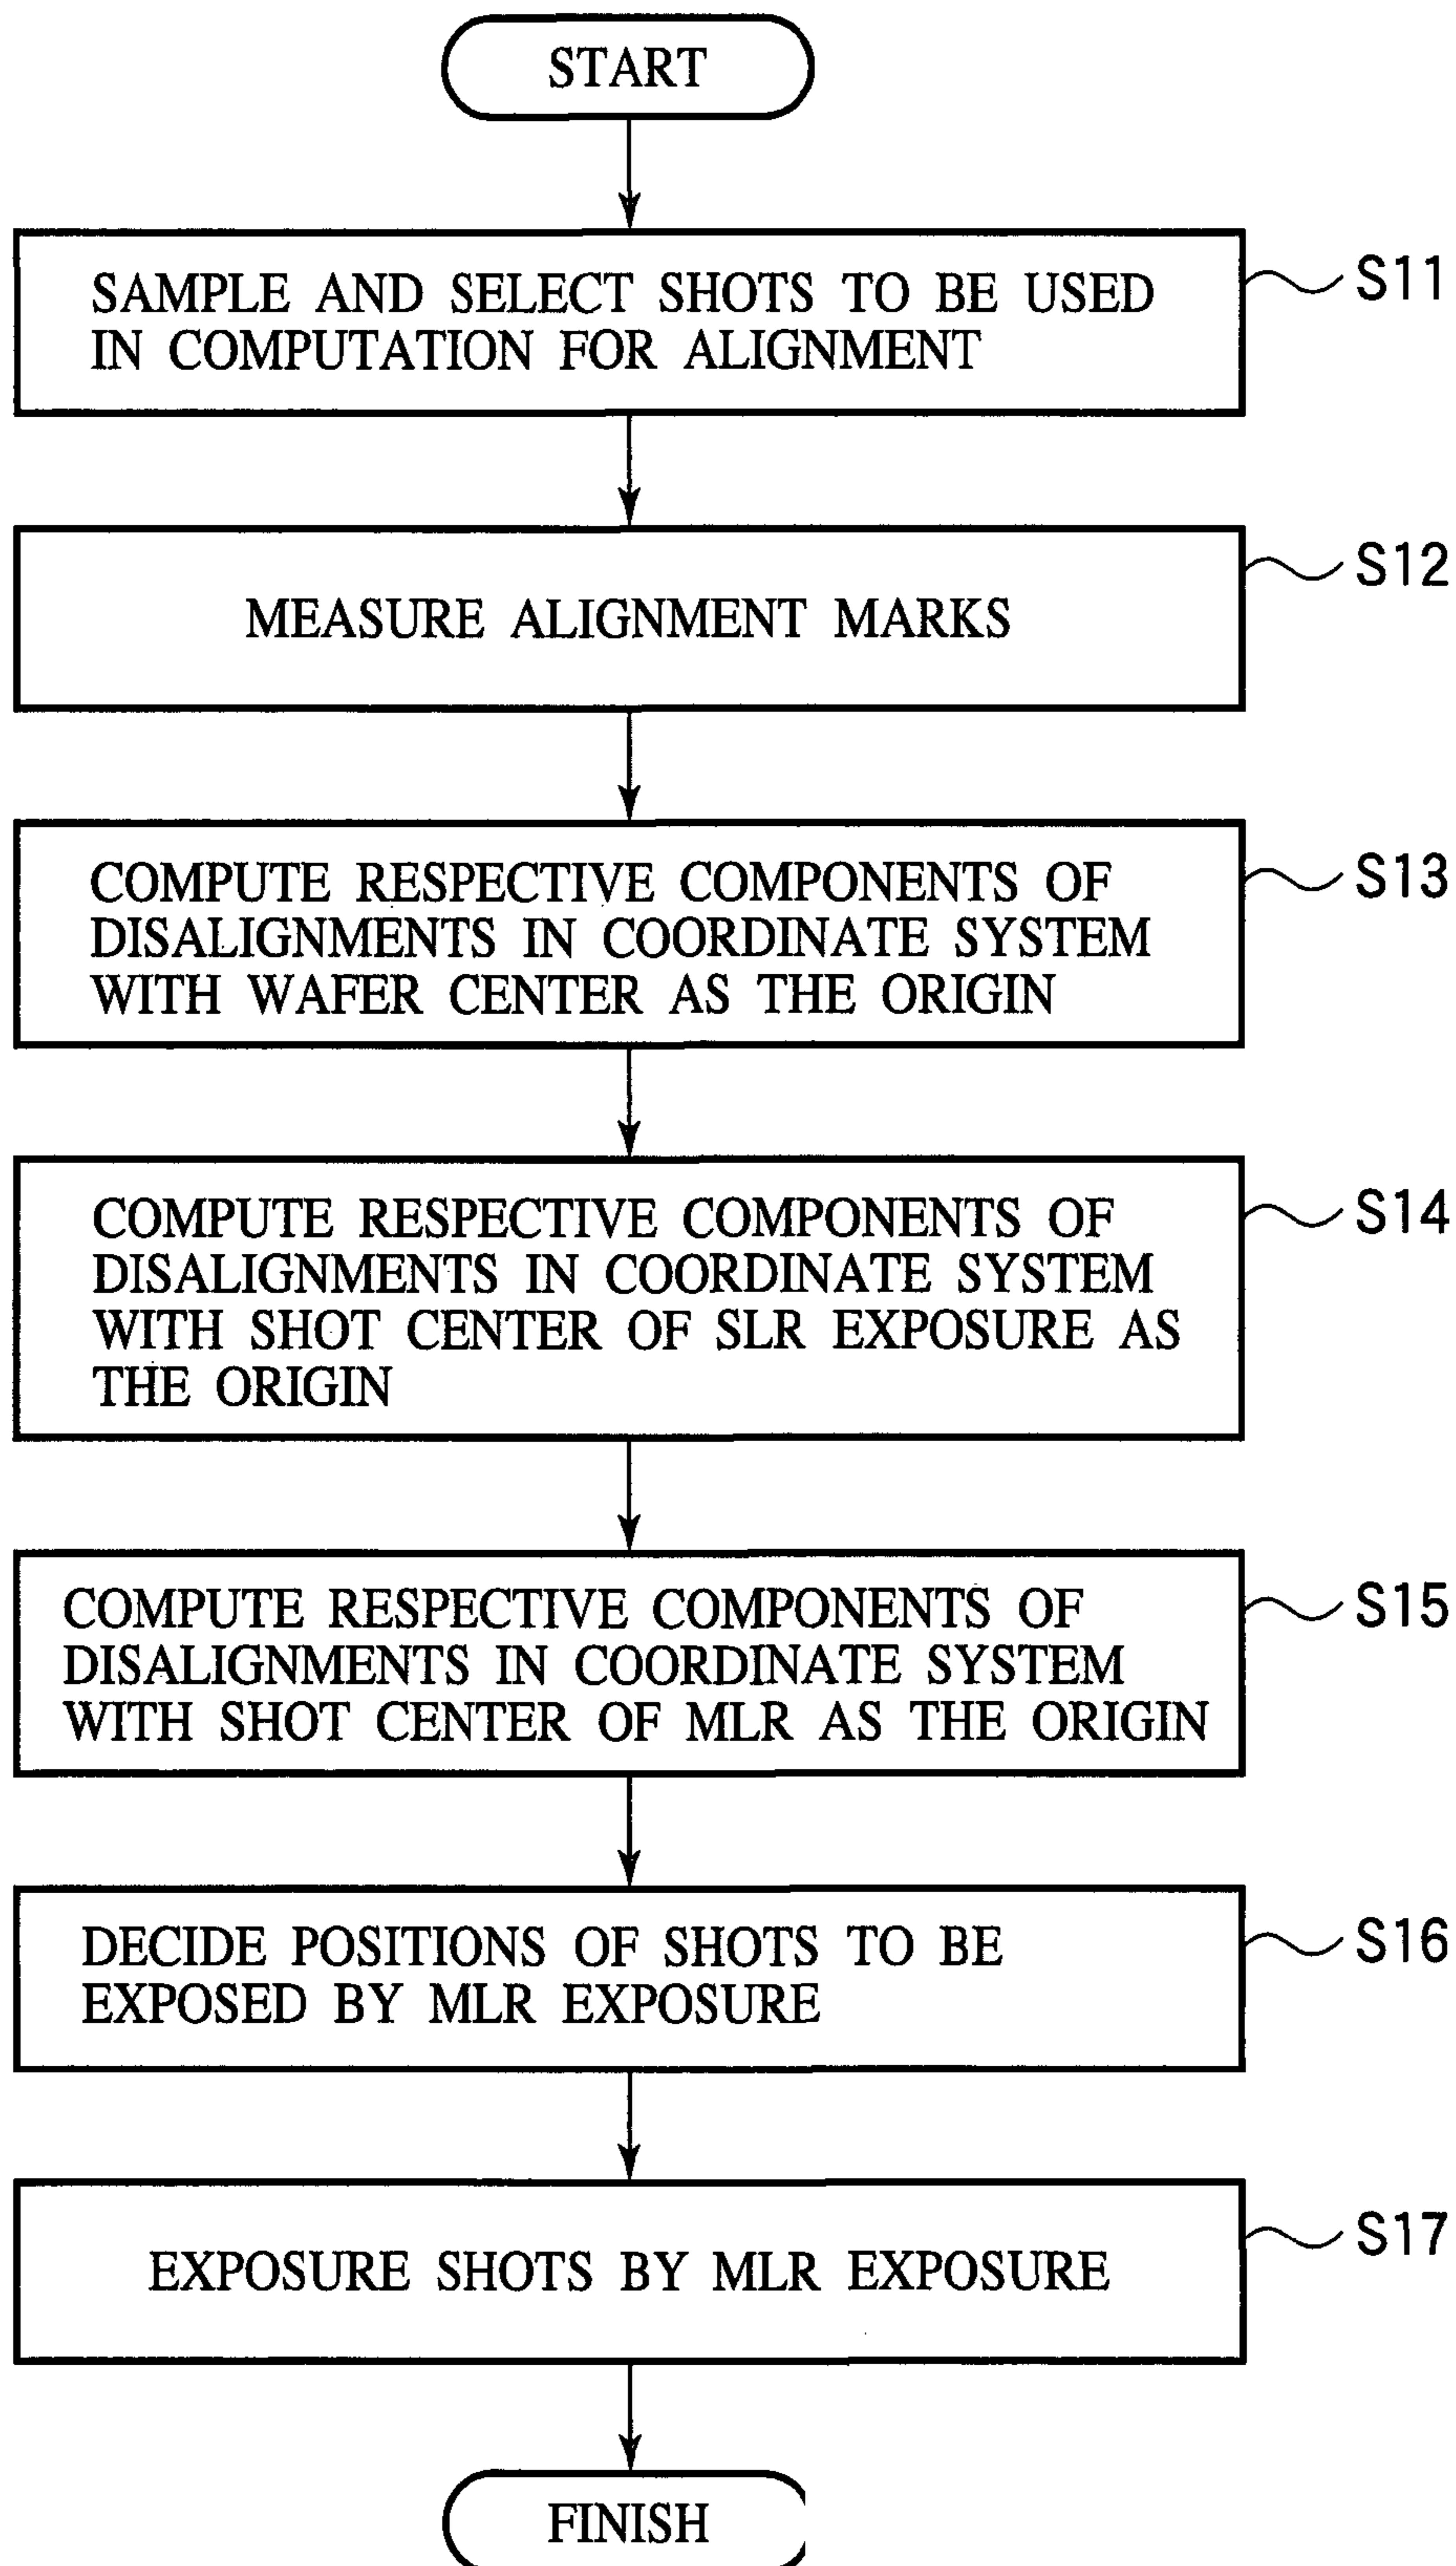 START
SAMPLE AND SELECT SHOTS TO BE USED
IN COMPUTATION FOR ALIGNMENT
S11
MEASURE ALIGNMENT MARKS
S12
COMPUTE RESPECTIVE COMPONENTS OF
DISALIGNMENTS IN COORDINATE SYSTEM
WITH WAFER CENTER AS THE ORIGIN
S13
COMPUTE RESPECTIVE COMPONENTS OF
DISALIGNMENTS IN COORDINATE SYSTEM
WITH SHOT CENTER OF SLR EXPOSURE AS
THE ORIGIN
S14
COMPUTE RESPECTIVE COMPONENTS OF
DISALIGNMENTS IN COORDINATE SYSTEM
WITH SHOT CENTER OF MLR AS THE ORIGIN
S15
DECIDE POSITIONS OF SHOTS TO BE
EXPOSED BY MLR EXPOSURE
S16
EXPOSURE SHOTS BY MLR EXPOSURE
S17
FINISH